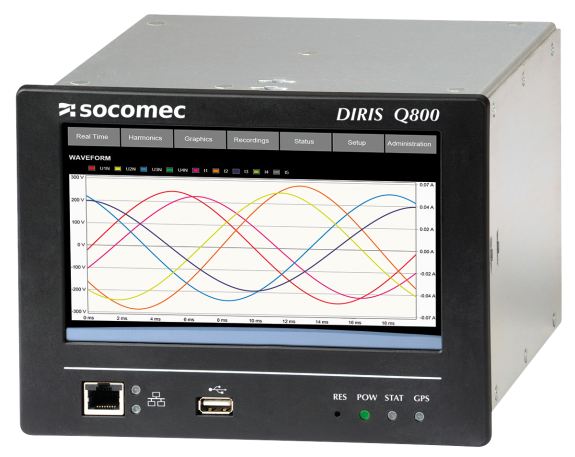 socomec
DIRIS Q800
Real Time Harmonics Graphics Recordings Status Setup Administration
WAVEFORM
U1N U2N U3N U4N I1 I2 I3 I4 I5
300 V 0.07 A
200 V 0.04 A
100 V 0.02 A
0 V 0.00 A
-100 V -0.02 A
-200 V -0.04 A
-300 V -0.07 A
0 ms 2 ms 4 ms 6 ms 8 ms 10 ms 12 ms 14 ms 16 ms 18 ms
RES POW STAT GPS